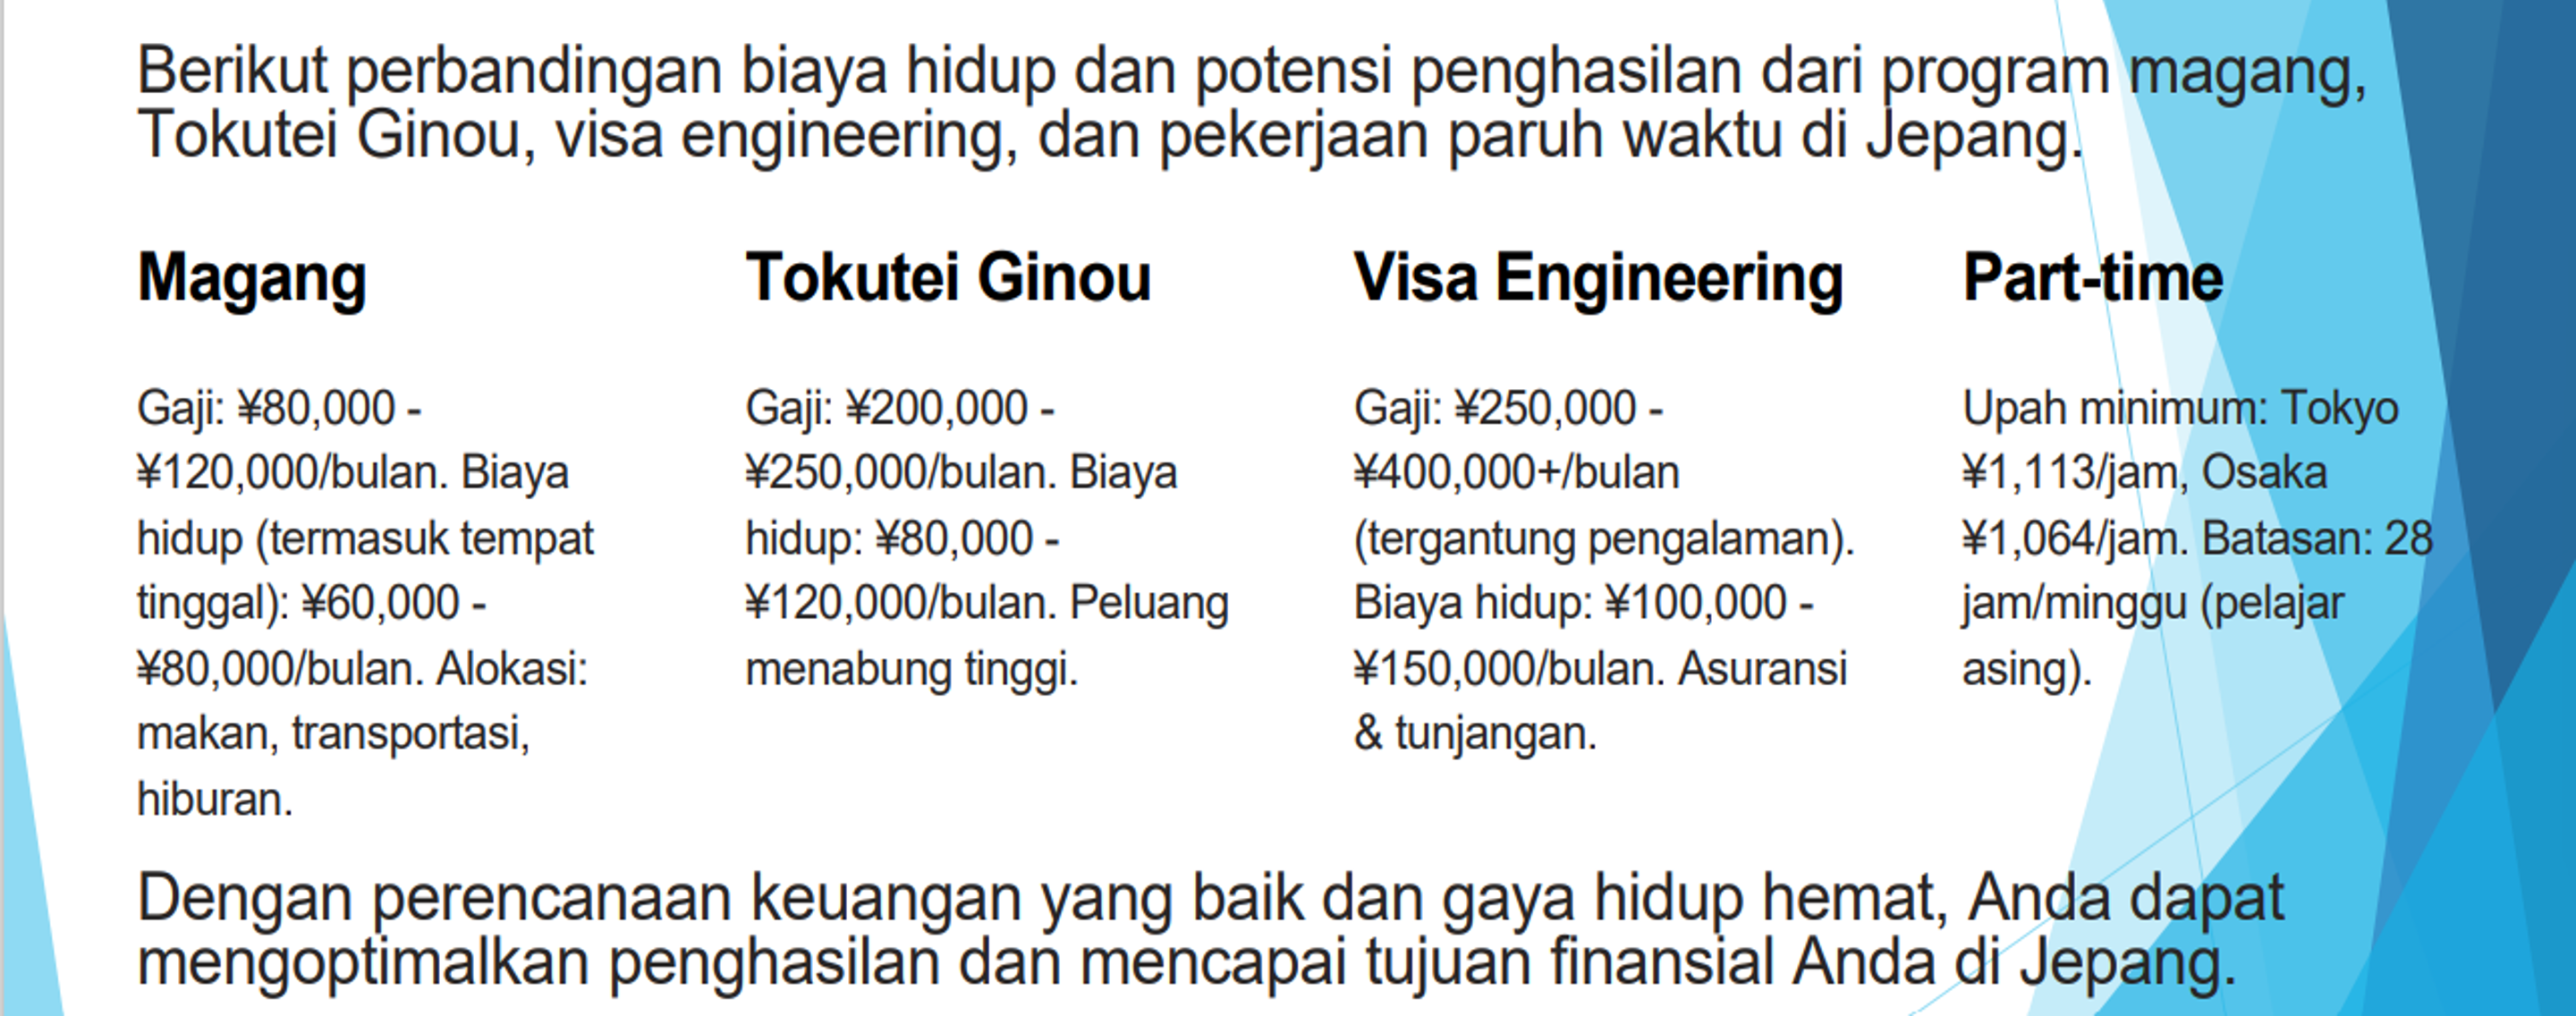 Berikut perbandingan biaya hidup dan potensi penghasilan dari program magang,
Tokutei Ginou, visa engineering, dan pekerjaan paruh waktu di Jepang.
Magang
Gaji: ¥80,000 -
¥120,000/bulan. Biaya
hidup (termasuk tempat
tinggal): ¥60,000 -
¥80,000/bulan. Alokasi:
makan, transportasi,
hiburan.
Tokutei Ginou
Gaji: ¥200,000 -
¥250,000/bulan. Biaya
hidup: ¥80,000 -
¥120,000/bulan. Peluang
menabung tinggi.
Visa Engineering
Gaji: ¥250,000 -
¥400,000+/bulan
(tergantung pengalaman).
Biaya hidup: ¥100,000 -
¥150,000/bulan. Asuransi
& tunjangan.
Part-time
Upah minimum: Tokyo
¥1,113/jam, Osaka
¥1,064/jam. Batasan: 28
jam/minggu (pelajar
asing).
Dengan perencanaan keuangan yang baik dan gaya hidup hemat, Anda dapat
mengoptimalkan penghasilan dan mencapai tujuan finansial Anda di Jepang.